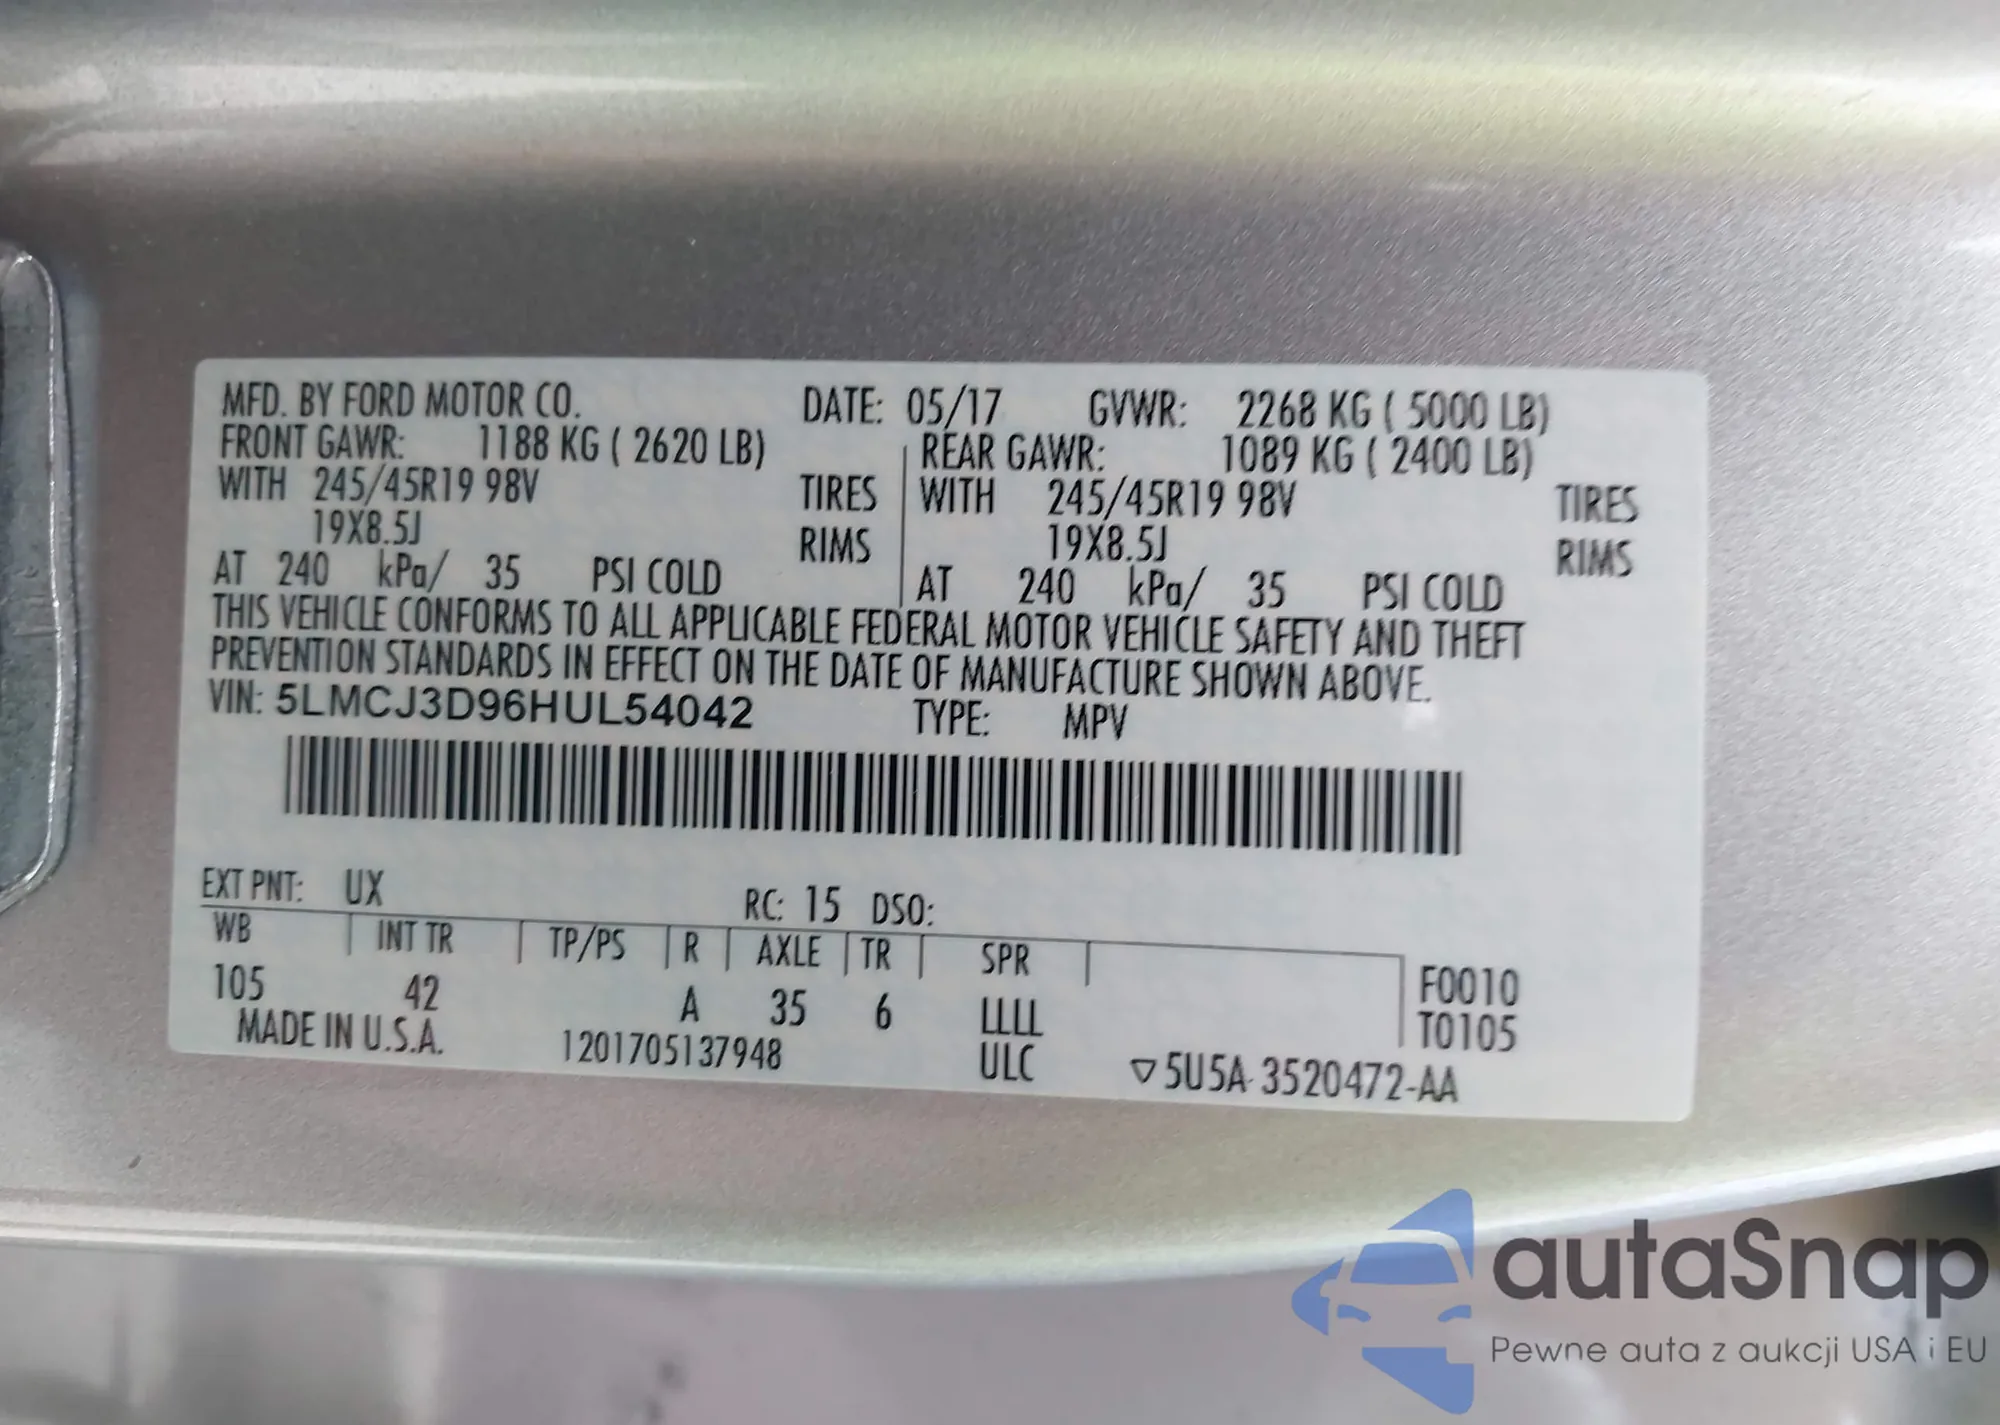 MFD. BY FORD MOTOR CO. DATE: 05/17 GVWR: 2268 KG ( 5000 LB)
FRONT GAWR: 1188 KG ( 2620 LB) REAR GAWR: 1089 KG ( 2400 LB)
WITH 245/45R19 98V TIRES WITH 245/45R19 98V TIRES
19X8.5J RIMS 19X8.5J RIMS
AT 240 kPa/ 35 PSI COLD AT 240 kPa/ 35 PSI COLD
THIS VEHICLE CONFORMS TO ALL APPLICABLE FEDERAL MOTOR VEHICLE SAFETY AND THEFT
PREVENTION STANDARDS IN EFFECT ON THE DATE OF MANUFACTURE SHOWN ABOVE.
VIN: 5LMCJ3D96HUL54042 TYPE: MPV
EXT PNT: UX RC: 15 DSO:
WB INT TR TP/PS R AXLE TR SPR
105 42 A 35 6 LLLL F0010
T0105
MADE IN U.S.A. 1201705137948 ULC ▽5U5A-3520472-AA
autaSnap
Pewne auta z aukcji USA i EU